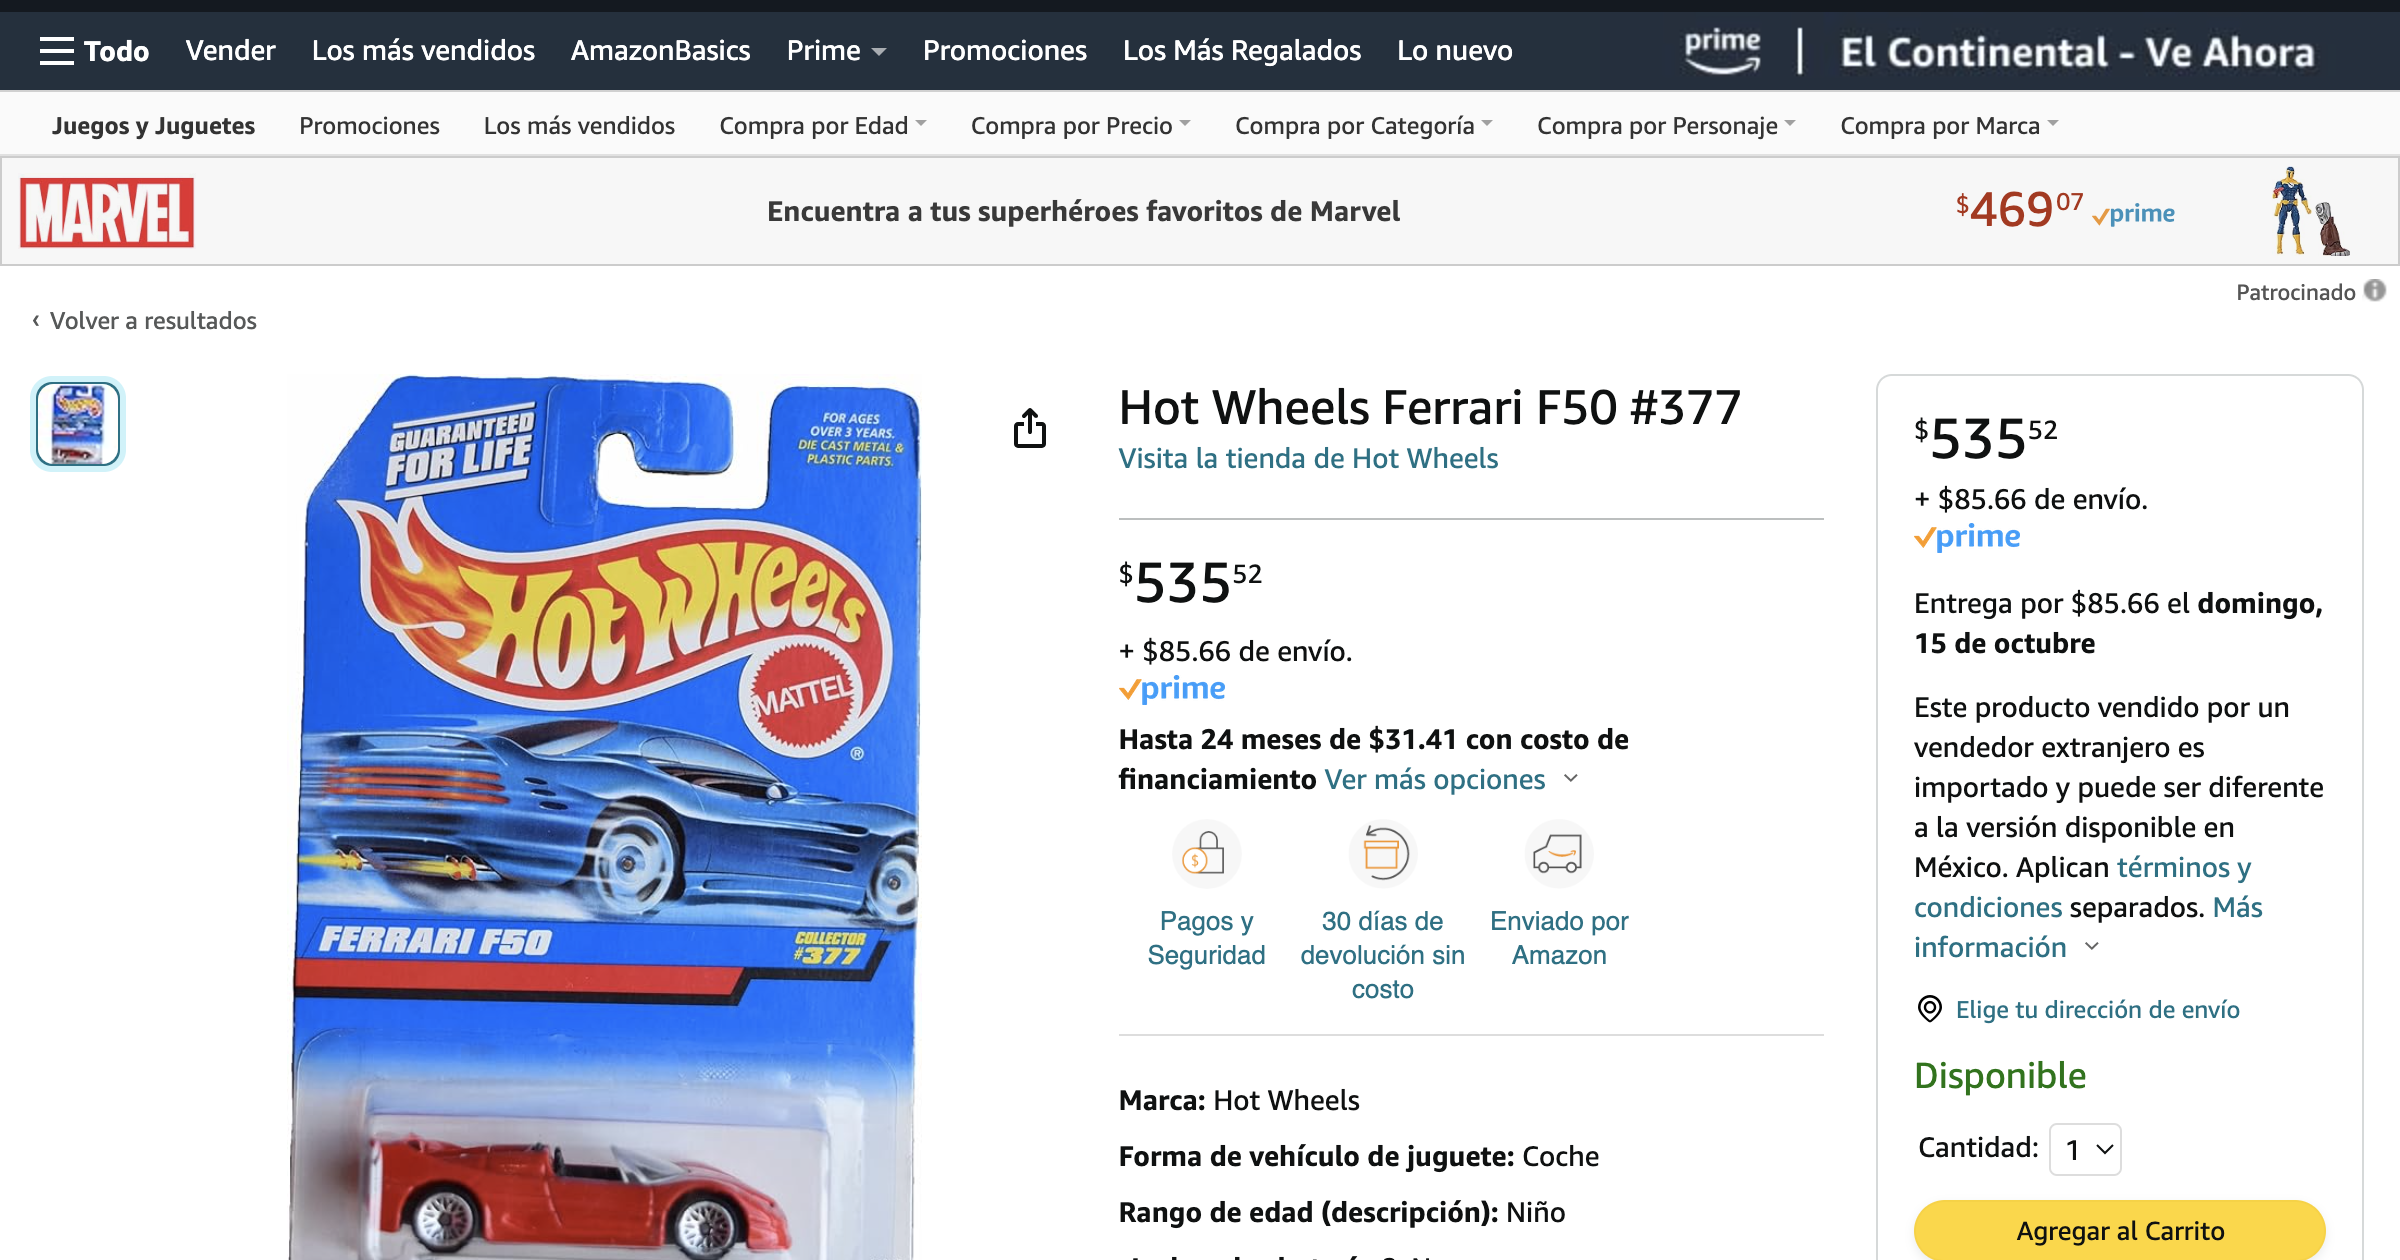 Todo Vender Los más vendidos AmazonBasics Prime Promociones Los Más Regalados Lo nuevo prime | El Continental - Ve Ahora
Juegos y Juguetes Promociones Los más vendidos Compra por Edad Compra por Precio Compra por Categoría Compra por Personaje Compra por Marca
MARVEL Encuentra a tus superhéroes favoritos de Marvel $469.07 prime
Patrocinado
‹ Volver a resultados
GUARANTEED
FOR LIFE
FOR AGES
OVER 3 YEARS.
DIE CAST METAL &
PLASTIC PARTS.
Hot Wheels
MATTEL
®
FERRARI F50
COLLECTOR
#377
Hot Wheels Ferrari F50 #377
Visita la tienda de Hot Wheels
$535.52
+ $85.66 de envío.
prime
Hasta 24 meses de $31.41 con costo de
financiamiento Ver más opciones
Pagos y
Seguridad
30 días de
devolución sin
costo
Enviado por
Amazon
Marca: Hot Wheels
Forma de vehículo de juguete: Coche
Rango de edad (descripción): Niño
$535.52
+ $85.66 de envío.
prime
Entrega por $85.66 el domingo,
15 de octubre
Este producto vendido por un
vendedor extranjero es
importado y puede ser diferente
a la versión disponible en
México. Aplican términos y
condiciones separados. Más
información
Elige tu dirección de envío
Disponible
Cantidad: 1
Agregar al Carrito